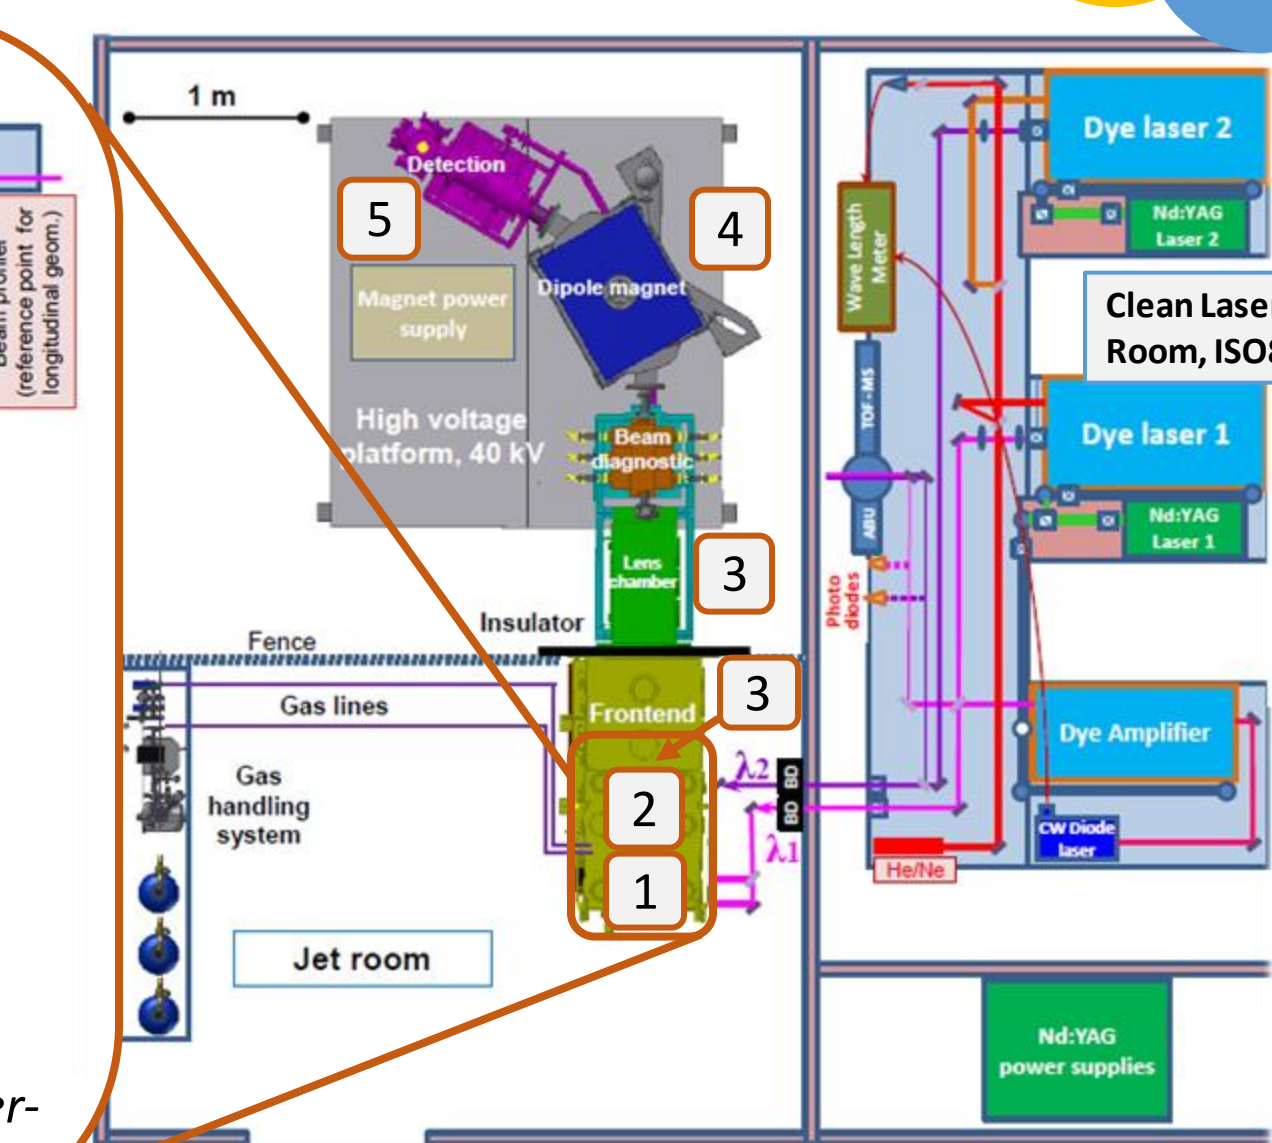 Beam profiler
(reference point for
longitudinal geom.)
er-
1 m
Detection
5
4
Magnet power
supply
Dipole magnet
High voltage
platform, 40 kV
Beam
diagnostic
Lens
chamber
3
Insulator
Fence
Gas lines
Frontend
3
Gas
handling
system
2
1
λ2
λ1
BD
BD
Jet room
Dye laser 2
Nd:YAG
Laser 2
Wave Length
Meter
Clean Laser
Room, ISO8
TOF - MS
Dye laser 1
Nd:YAG
Laser 1
ABU
Photo
diodes
Dye Amplifier
CW Diode
laser
He/Ne
Nd:YAG
power supplies